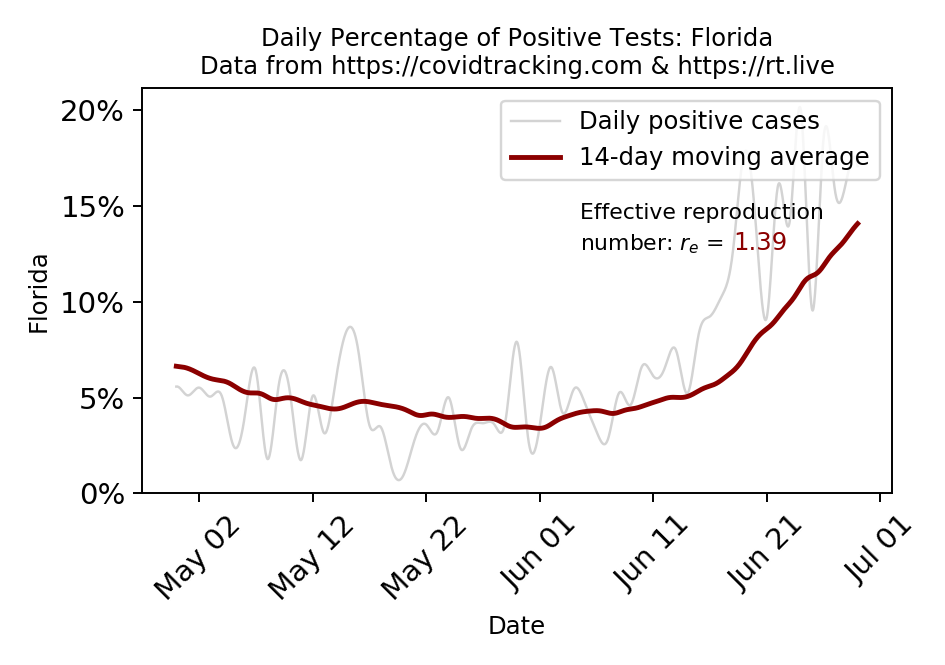 Daily Percentage of Positive Tests: Florida
Data from https://covidtracking.com & https://rt.live
20%
15%
10%
5%
0%
Florida
Daily positive cases
14-day moving average
Effective reproduction
number: rₑ = 1.39
May 02
May 12
May 22
Jun 01
Jun 11
Jun 21
Jul 01
Date